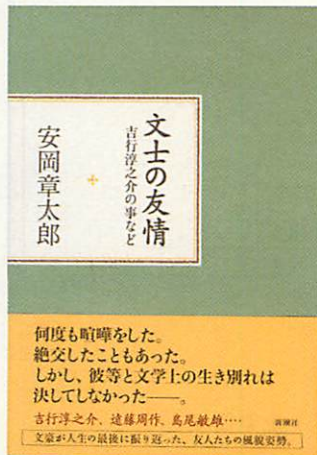 文士の友情
吉行淳之介の事など
安岡章太郎
何度も喧嘩をした。
絶交したこともあった。
しかし、彼等と文学上の生き別れは
決してしなかった――。
吉行淳之介、遠藤周作、島尾敏雄‥‥
新潮社
文豪が人生の最後に振り返った、友人たちの風貌姿勢。